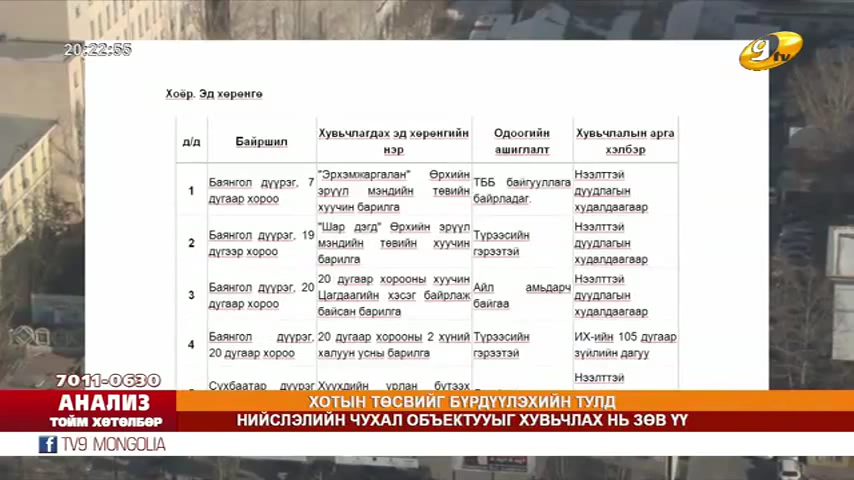 20:22:55
9tv
Хоёр. Эд хөрөнгө
д/д Байршил Хувьчлагдах эд хөрөнгийн нэр Одоогийн ашиглалт Хувьчлалын арга хэлбэр
1 Баянгол дүүрэг, 7 дугаар хороо "Эрхэмжаргалан" Өрхийн эрүүл мэндийн төвийн хуучин барилга ТББ байгууллага байрладаг. Нээлттэй дуудлагын худалдаагаар
2 Баянгол дүүрэг, 19 дүгээр хороо "Шар дэгд" Өрхийн эрүүл мэндийн төвийн хуучин барилга Түрээсийн гэрээтэй Нээлттэй дуудлагын худалдаагаар
3 Баянгол дүүрэг, 20 дугаар хороо 20 дугаар хорооны хуучин Цагдаагийн хэсэг байрлаж байсан барилга Айл амьдарч байгаа Нээлттэй дуудлагын худалдаагаар
4 Баянгол дүүрэг, 20 дугаар хороо 20 дугаар хорооны 2 хүний халуун усны барилга Түрээсийн гэрээтэй ИХ-ийн 105 дугаар зүйлийн дагуу
Сүхбаатар дүүрэг Хүүхдийн урлан бүтээх Нээлттэй
7011-0630
АНАЛИЗ
ТОЙМ ХӨТӨЛБӨР
ХОТЫН ТӨСВИЙГ БҮРДҮҮЛЭХИЙН ТУЛД
НИЙСЛЭЛИЙН ЧУХАЛ ОБЪЕКТУУЫГ ХУВЬЧЛАХ НЬ ЗӨВ ҮҮ
f TV9 MONGOLIA